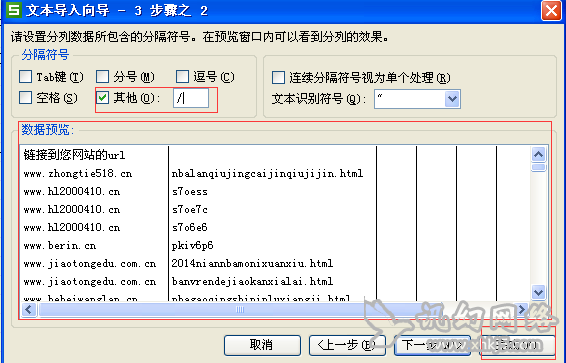 S 文本导入向导 - 3 步骤之 2
请设置分列数据所包含的分隔符号。在预览窗口内可以看到分列的效果。
分隔符号
Tab键(T) 分号(M) 逗号(C) 连续分隔符号视为单个处理(R)
空格(S) 其他(O): / 文本识别符号(Q): "
数据预览:
链接到您网站的url
www.zhongtie518.cn nbalanqiujingcaijinqiujijin.html
www.hl2000410.cn s7oess
www.hl2000410.cn s7oe7c
www.hl2000410.cn s7o6e6
www.berin.cn pkiv6p6
www.jiaotongedu.com.cn 2014niannbamonixuanxiu.html
www.jiaotongedu.com.cn banvrendejiaokanxialai.html
取消 <上一步(B) 下一步(N)> 完成(F)